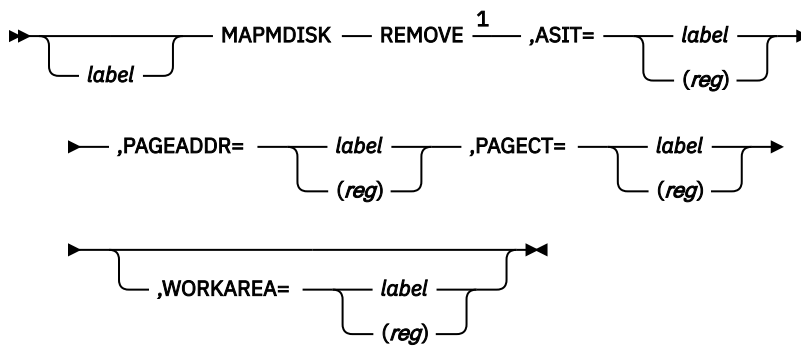 MAPMDISK REMOVE 1 ,ASIT= label
label (reg)
,PAGEADDR= label ,PAGECT= label
(reg) (reg)
,WORKAREA= label
(reg)